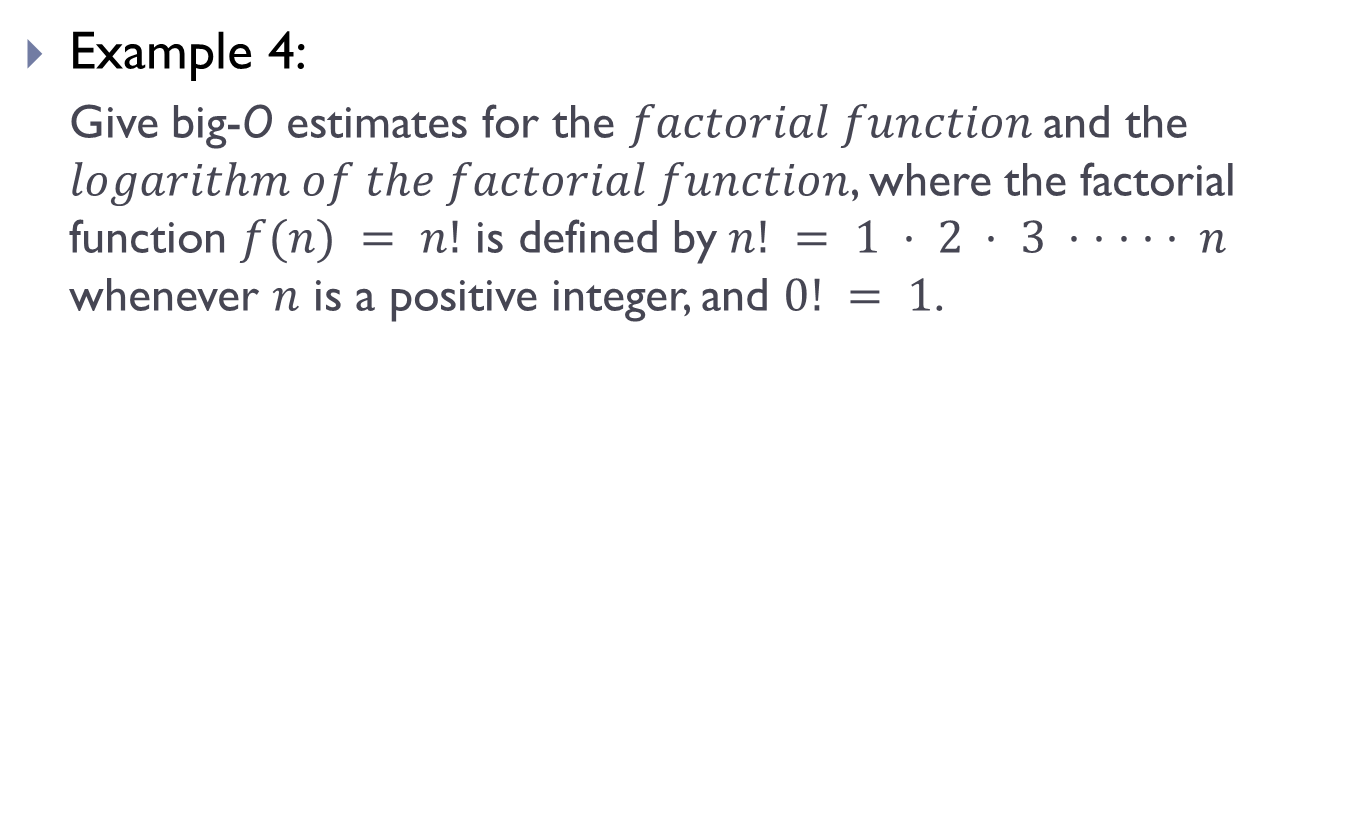 Example 4:
Give big-O estimates for the factorial function and the
logarithm of the factorial function, where the factorial
function f(n) = n! is defined by n! = 1 · 2 · 3 · · · · · n
whenever n is a positive integer, and 0! = 1.